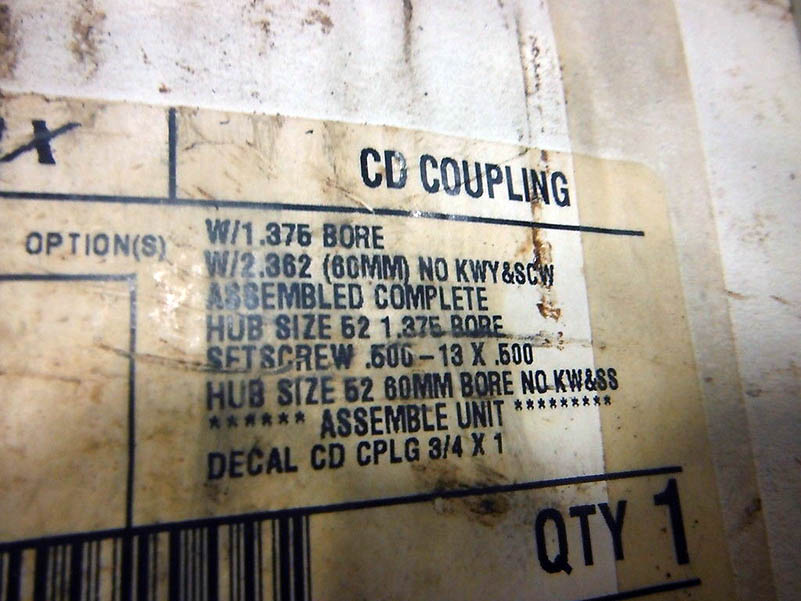 CD COUPLING
OPTION(S)
W/1.375 BORE
W/2.362 (60MM) NO KWY&SCW
ASSEMBLED COMPLETE
HUB SIZE 52 1.375 BORE
SETSCREW .500-13 X .500
HUB SIZE 52 60MM BORE NO KW&SS
****** ASSEMBLE UNIT *********
DECAL CD CPLG 3/4 X 1
QTY 1